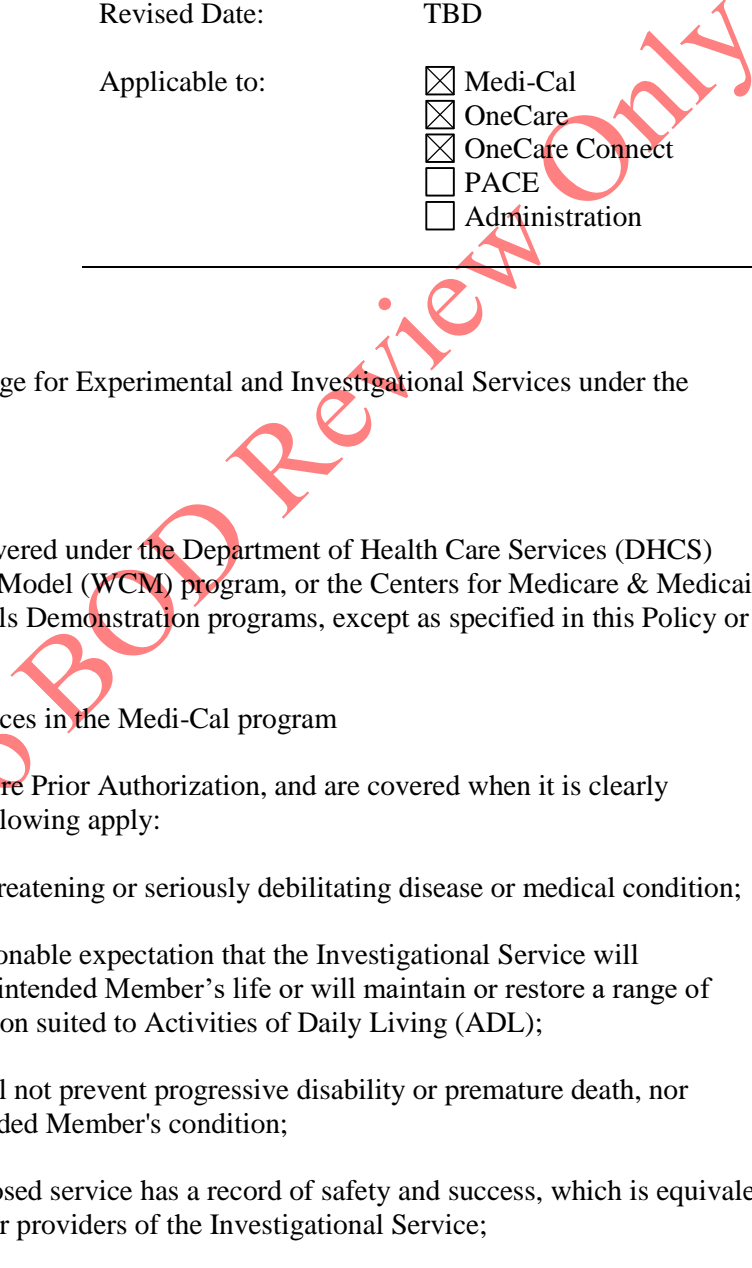 Revised Date: TBD
Applicable to: ☒ Medi-Cal
☒ OneCare
☒ OneCare Connect
☐ PACE
☐ Administration
ge for Experimental and Investigational Services under the
vered under the Department of Health Care Services (DHCS)
Model (WCM) program, or the Centers for Medicare & Medicai
ls Demonstration programs, except as specified in this Policy or
ces in the Medi-Cal program
re Prior Authorization, and are covered when it is clearly
llowing apply:
reatening or seriously debilitating disease or medical condition;
onable expectation that the Investigational Service will
intended Member’s life or will maintain or restore a range of
on suited to Activities of Daily Living (ADL);
l not prevent progressive disability or premature death, nor
ded Member's condition;
osed service has a record of safety and success, which is equivale
r providers of the Investigational Service;
o BOD Review Only